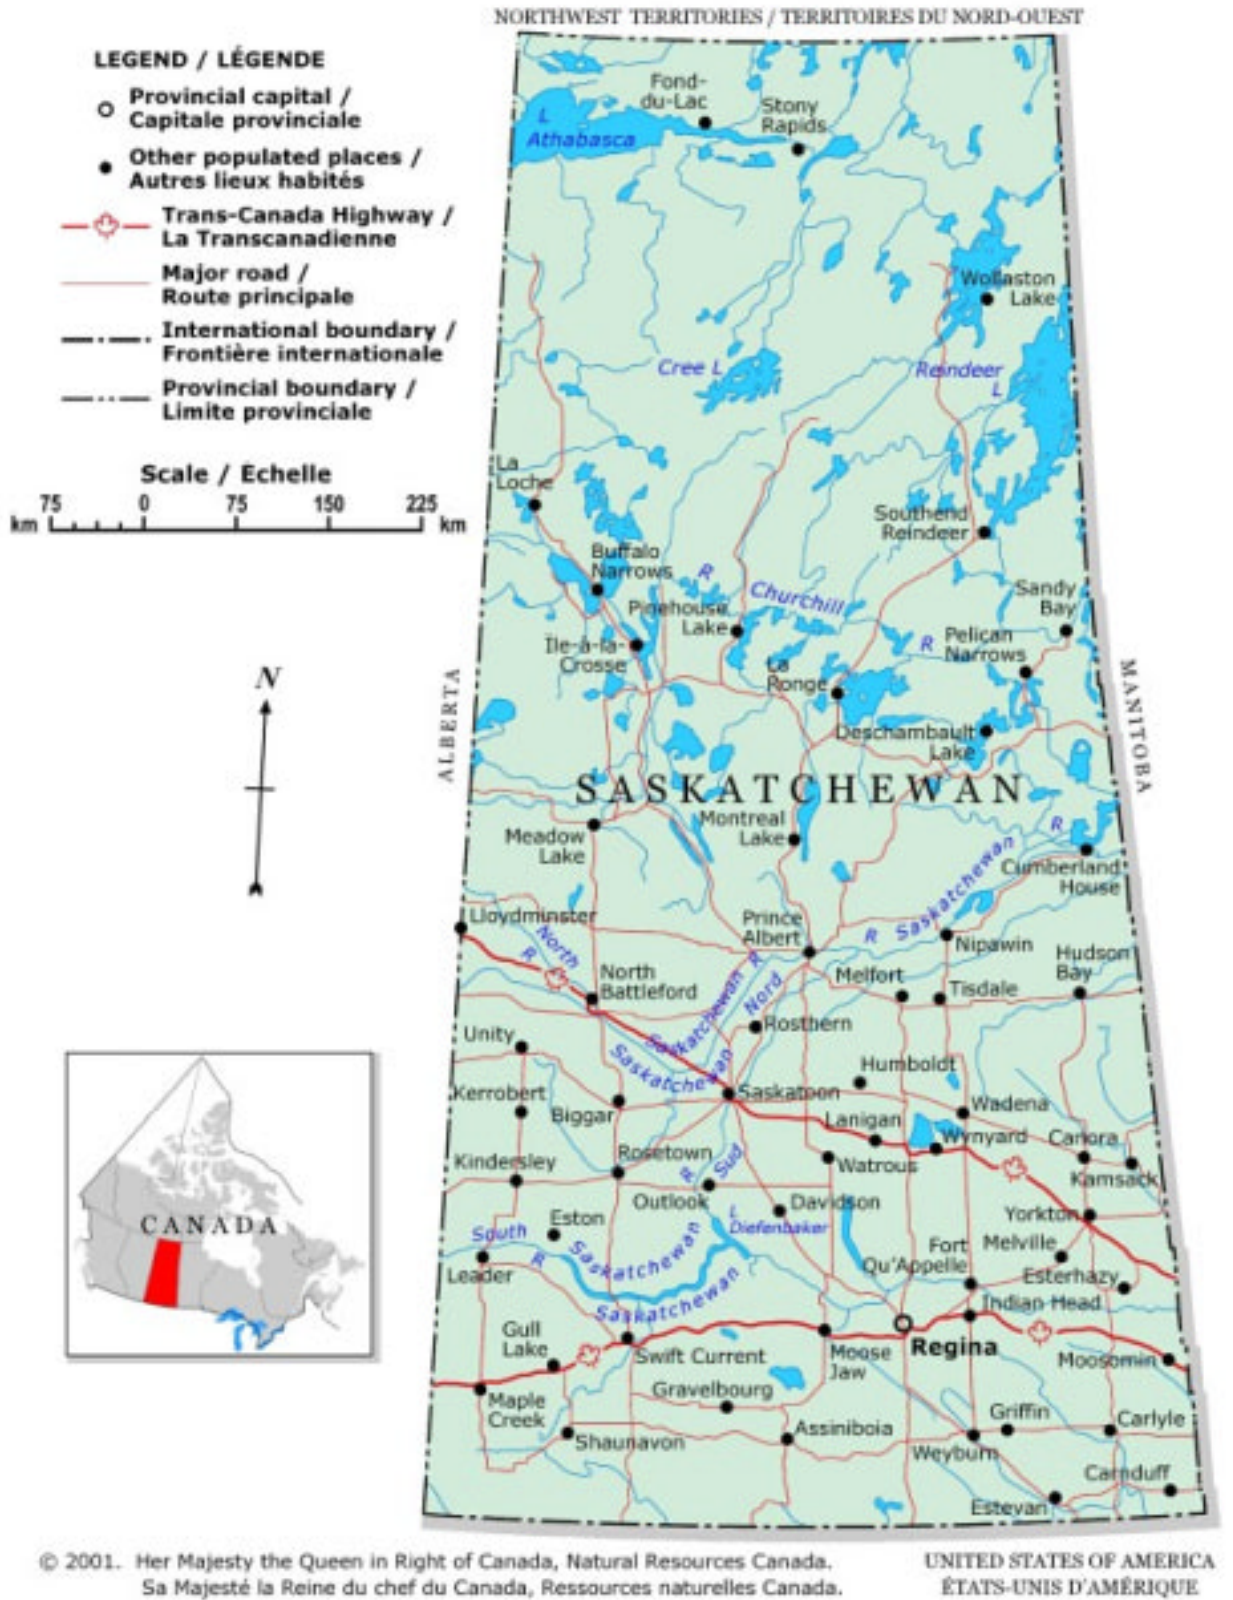 NORTHWEST TERRITORIES / TERRITOIRES DU NORD-OUEST
LEGEND / LÉGENDE
Provincial capital /
Capitale provinciale
Other populated places /
Autres lieux habités
Trans-Canada Highway /
La Transcanadienne
Major road /
Route principale
International boundary /
Frontière internationale
Provincial boundary /
Limite provinciale
Scale / Échelle
75 0 75 150 225
km km
N
ALBERTA
MANITOBA
SASKATCHEWAN
Fond-
du-Lac
Stony
Rapids
L
Athabasca
Wollaston
Lake
Cree L
Reindeer
L
La
Loche
Southend
Reindeer
Buffalo
Narrows
R Churchill R
Sandy
Bay
Pinehouse
Lake
Pelican
Narrows
Île-à-la-
Crosse
La
Ronge
Deschambault
Lake
Meadow
Lake
Montreal
Lake
R Saskatchewan R
Cumberland
House
Lloydminster
North
R
Prince
Albert
Nipawin
Hudson
Bay
North
Battleford
Melfort
Tisdale
Saskatchewan R
Nord
Saskatchewan
Rosthern
Unity
Humboldt
Kerrobert
Biggar
Saskatoon
Wadena
Lanigan
Wynyard
Canora
Kamsack
Kindersley
Rosetown
Watrous
R Sud
Outlook
Davidson
Yorkton
L
Diefenbaker
Eston
South
R
Saskatchewan
Saskatchewan
Leader
Fort
Qu'Appelle
Melville
Esterhazy
Indian Head
Gull
Lake
Swift Current
Moose
Jaw
Regina
Moosomin
Maple
Creek
Gravelbourg
Shaunavon
Assiniboia
Griffin
Carlyle
Weyburn
Carnduff
Estevan
CANADA
© 2001. Her Majesty the Queen in Right of Canada, Natural Resources Canada.
Sa Majesté la Reine du chef du Canada, Ressources naturelles Canada.
UNITED STATES OF AMERICA
ÉTATS-UNIS D'AMÉRIQUE